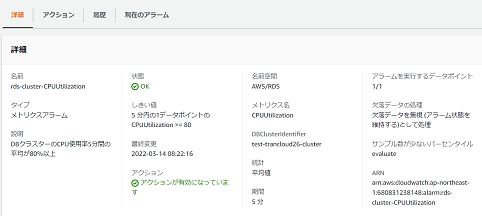 詳細
アクション
履歴
現在のアラーム
詳細
名前
rds-cluster-CPUUtilization
タイプ
メトリクスアラーム
説明
DBクラスターのCPU使用率5分間の
平均が80%以上
状態
OK
しきい値
5 分内の1データポイントの
CPUUtilization >= 80
最終変更
2022-03-14 08:22:16
アクション
アクションが有効になっていま
す
名前空間
AWS/RDS
メトリクス名
CPUUtilization
DBClusterIdentifier
test-trancloud26-cluster
統計
平均値
期間
5 分
アラームを実行するデータポイント
1/1
欠落データの処理
欠落データを無視 (アラーム状態を
維持する)として処理
サンプル数が少ないパーセンタイル
evaluate
ARN
arn:aws:cloudwatch:ap-northeast-
1:680831238148:alarm:rds-
cluster-CPUUtilization